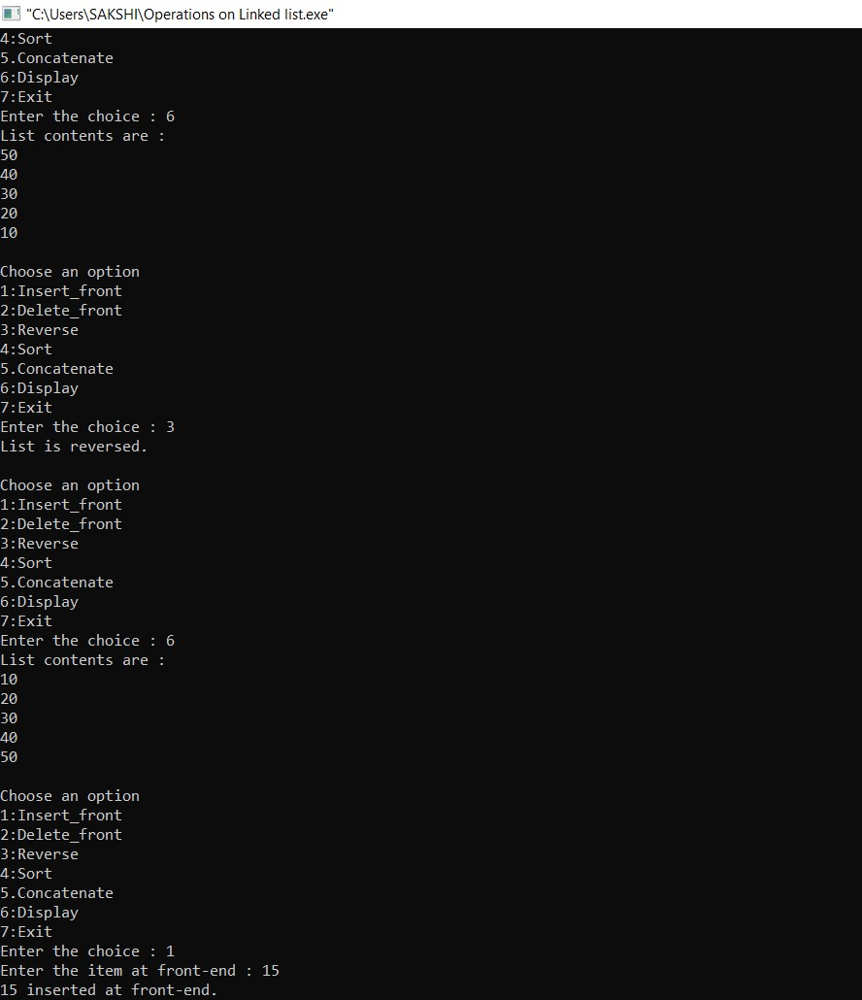 "C:\Users\SAKSHI\Operations on Linked list.exe"
4:Sort
5.Concatenate
6:Display
7:Exit
Enter the choice : 6
List contents are :
50
40
30
20
10
Choose an option
1:Insert_front
2:Delete_front
3:Reverse
4:Sort
5.Concatenate
6:Display
7:Exit
Enter the choice : 3
List is reversed.
Choose an option
1:Insert_front
2:Delete_front
3:Reverse
4:Sort
5.Concatenate
6:Display
7:Exit
Enter the choice : 6
List contents are :
10
20
30
40
50
Choose an option
1:Insert_front
2:Delete_front
3:Reverse
4:Sort
5.Concatenate
6:Display
7:Exit
Enter the choice : 1
Enter the item at front-end : 15
15 inserted at front-end.